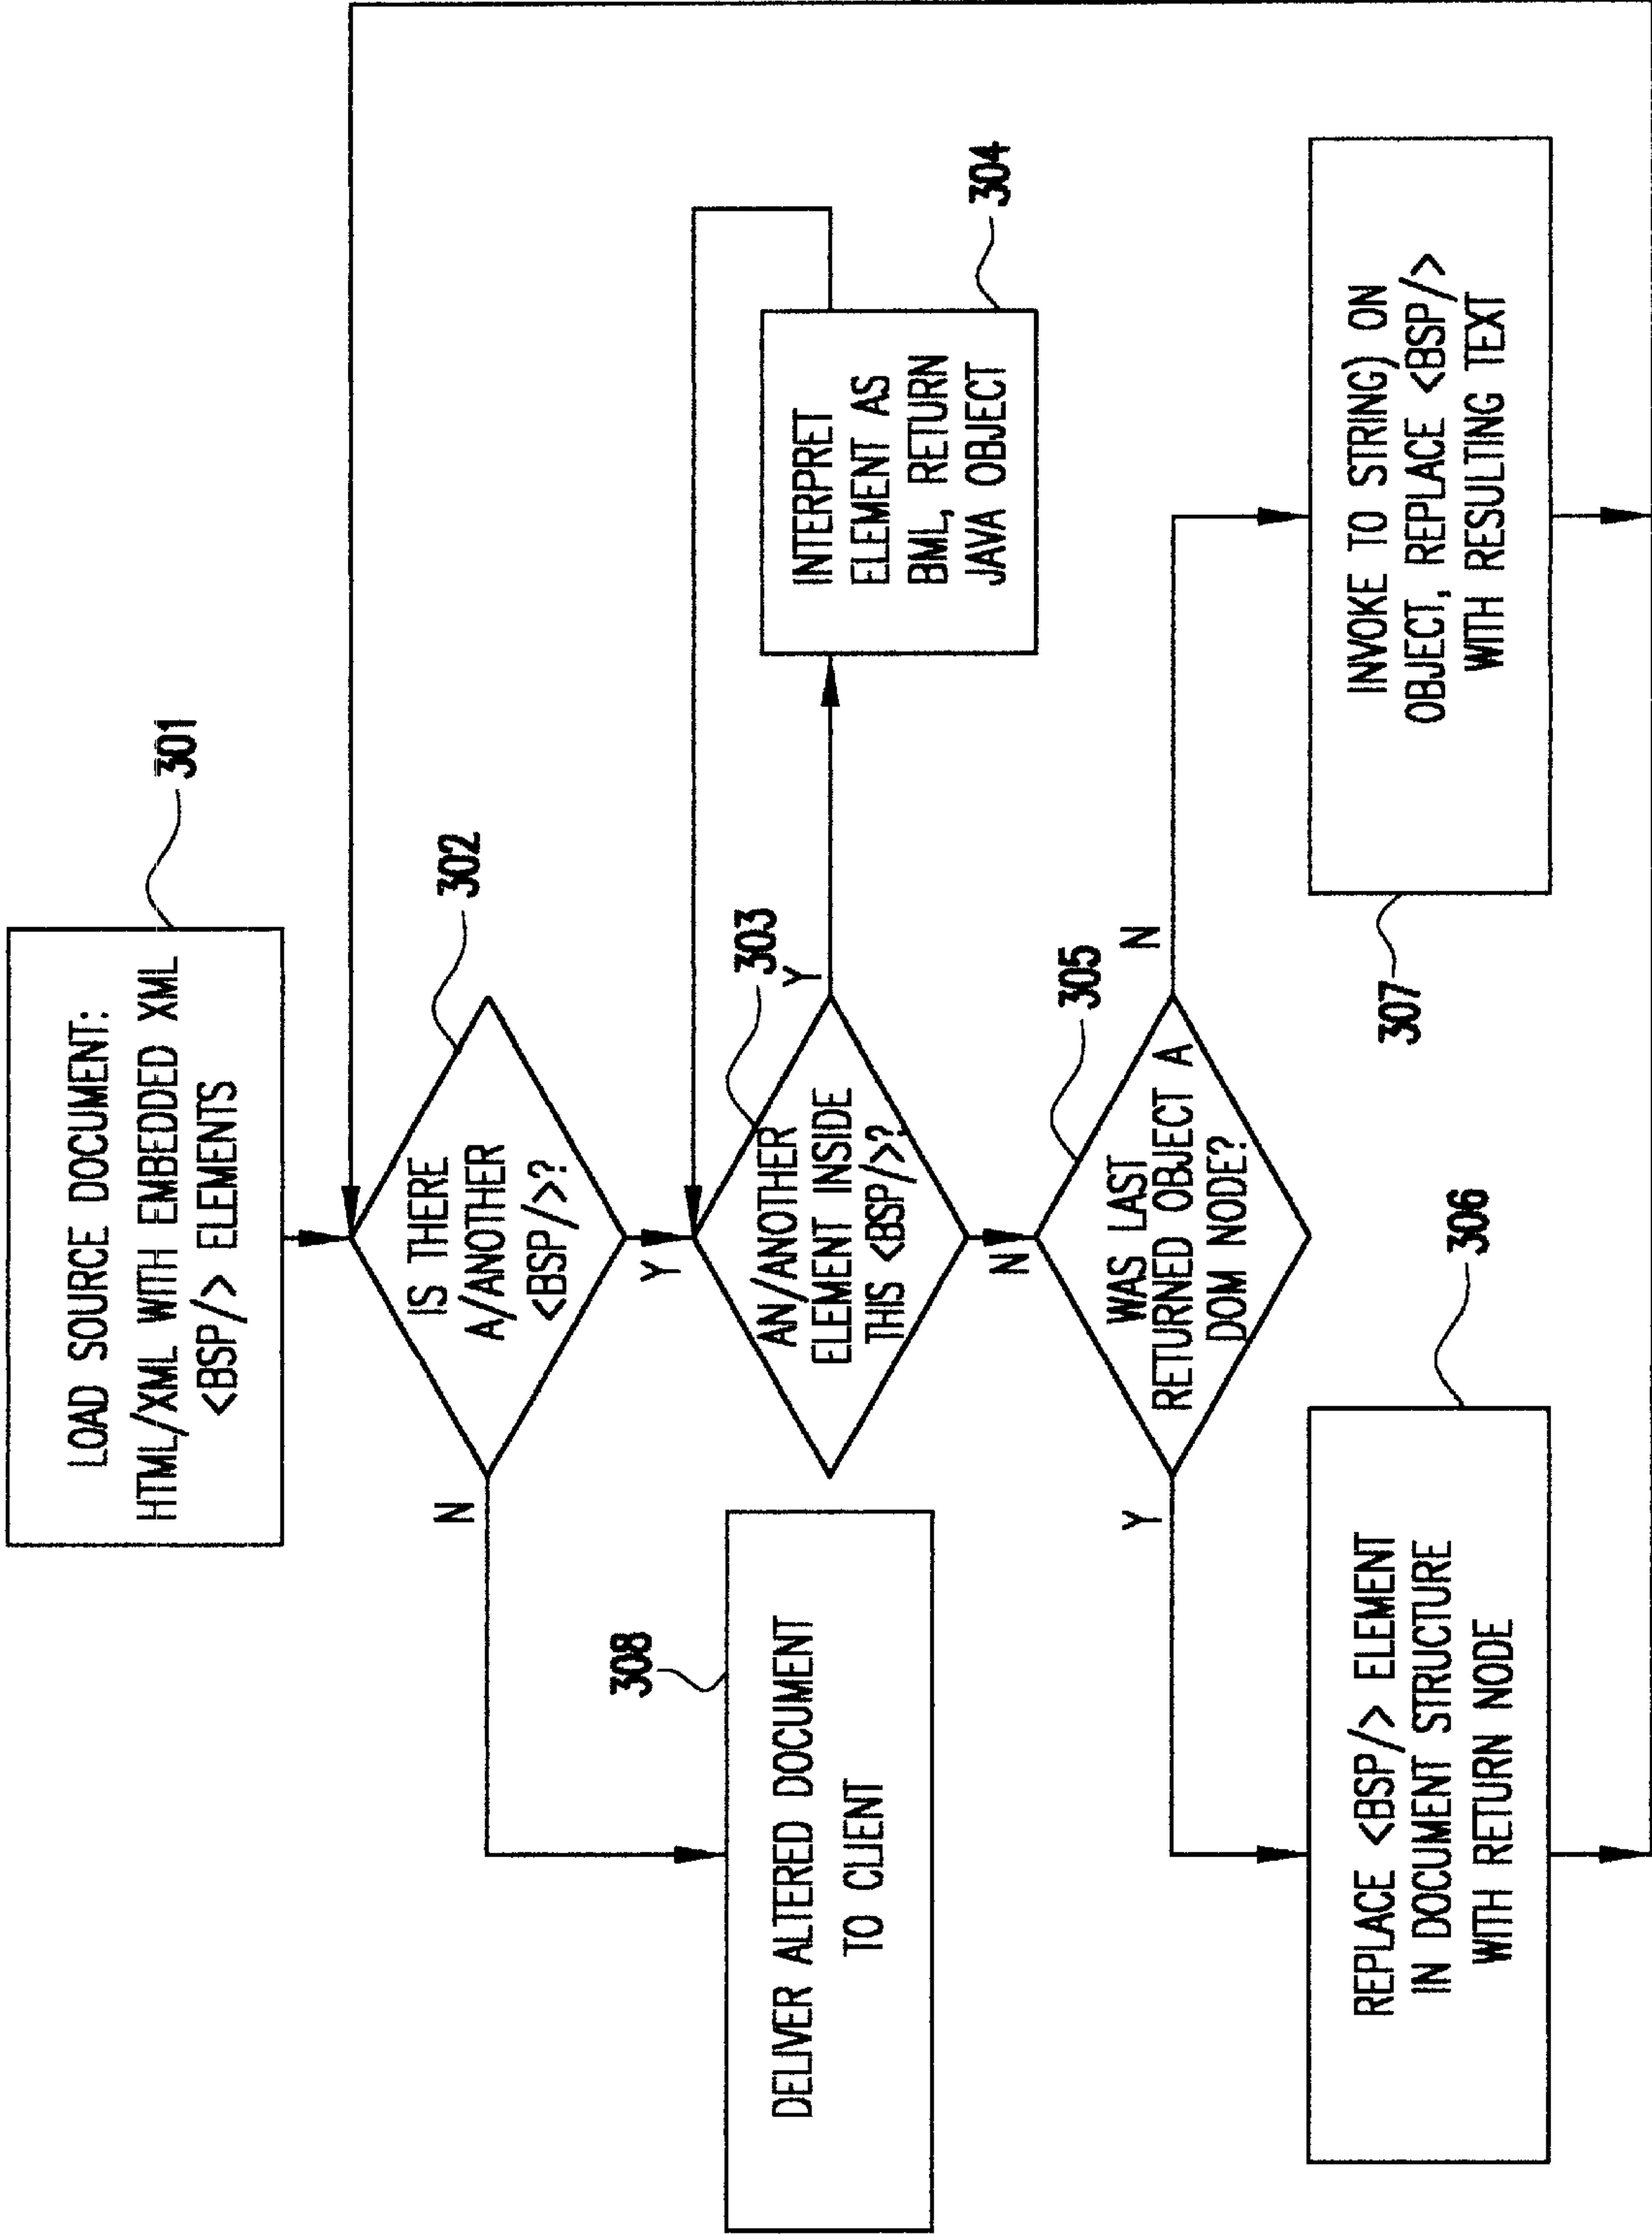 LOAD SOURCE DOCUMENT:
HTML/XML WITH EMBEDDED XML
<BSP/> ELEMENTS
301
IS THERE
A/ANOTHER
<BSP/>?
302
N
Y
AN/ANOTHER
ELEMENT INSIDE
THIS <BSP/>?
303
Y
N
INTERPRET
ELEMENT AS
BML, RETURN
JAVA OBJECT
304
DELIVER ALTERED DOCUMENT
TO CLIENT
308
WAS LAST
RETURNED OBJECT A
DOM NODE?
305
Y
N
REPLACE <BSP/> ELEMENT
IN DOCUMENT STRUCTURE
WITH RETURN NODE
306
INVOKE TO STRING) ON
OBJECT, REPLACE <BSP/>
WITH RESULTING TEXT
307